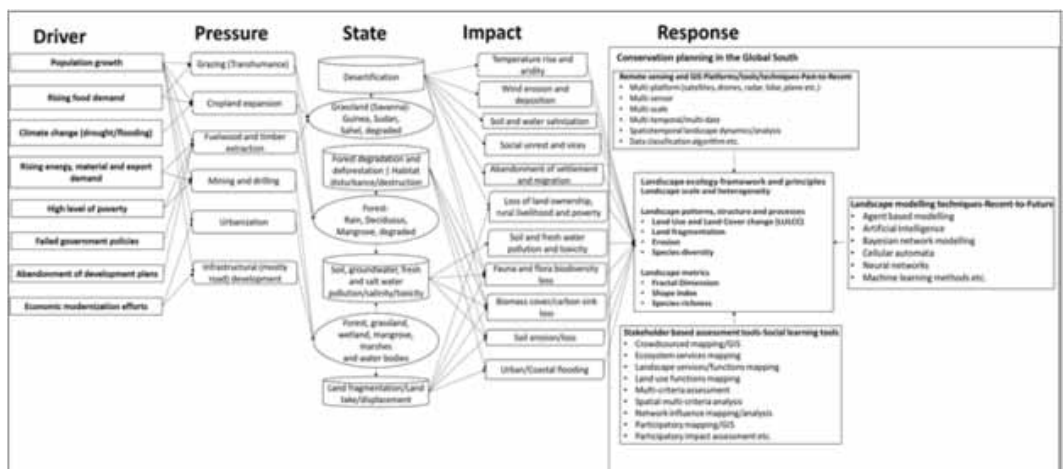 Driver
Pressure
State
Impact
Response
Population growth
Rising food demand
Climate change (drought/flooding)
Rising energy, material and export
demand
High level of poverty
Failed government policies
Abandonment of development plans
Economic modernization efforts
Grazing (Transhumance)
Cropland expansion
Fuelwood and timber
extraction
Mining and drilling
Urbanization
Infrastructural (mostly
road) development
Desertification
Grassland (Savanna-
Guinea, Sudan,
Sahel, degraded
Forest degradation and
deforestation | Habitat
disturbance/destruction
Forest-
Rain, Deciduous,
Mangrove, degraded
Soil, groundwater, fresh
and salt water
pollution/salinity/toxicity
Forest, grassland,
wetland, mangrove,
marshes
and water bodies
Land fragmentation/Land
take/displacement
Temperature rise and
aridity
Wind erosion and
deposition
Soil and water salinization
Social unrest and vices
Abandonment of settlement
and migration
Loss of land ownership,
rural livelihood and poverty
Soil and fresh water
pollution and toxicity
Fauna and flora biodiversity
loss
Biomass cover/carbon sink
loss
Soil erosion/loss
Urban/Coastal flooding
Conservation planning in the Global South
Remote sensing and GIS Platforms/tools/techniques-Past-to-Recent
• Multi-platform (satellites, drones, radar, lidar, plane etc.)
• Multi-sensor
• Multi-scale
• Multi-temporal/multi-date
• Spatiotemporal landscape dynamics/analysis
• Data classification algorithm etc.
Landscape ecology framework and principles
Landscape scale and heterogeneity
Landscape patterns, structure and processes
• Land Use and Land-Cover change (LULCC)
• Land fragmentation
• Erosion
• Species diversity
Landscape metrics
• Fractal Dimension
• Shape Index
• Species richness
Stakeholder based assessment tools-Social learning tools
• Crowdsourced mapping/GIS
• Ecosystem services mapping
• Landscape services/functions mapping
• Land use functions mapping
• Multi-criteria assessment
• Spatial multi-criteria analysis
• Network influence mapping/analysis
• Participatory mapping/GIS
• Participatory impact assessment etc.
Landscape modelling techniques-Recent-to-Future
• Agent based modelling
• Artificial Intelligence
• Bayesian network modelling
• Cellular automata
• Neural networks
• Machine learning methods etc.